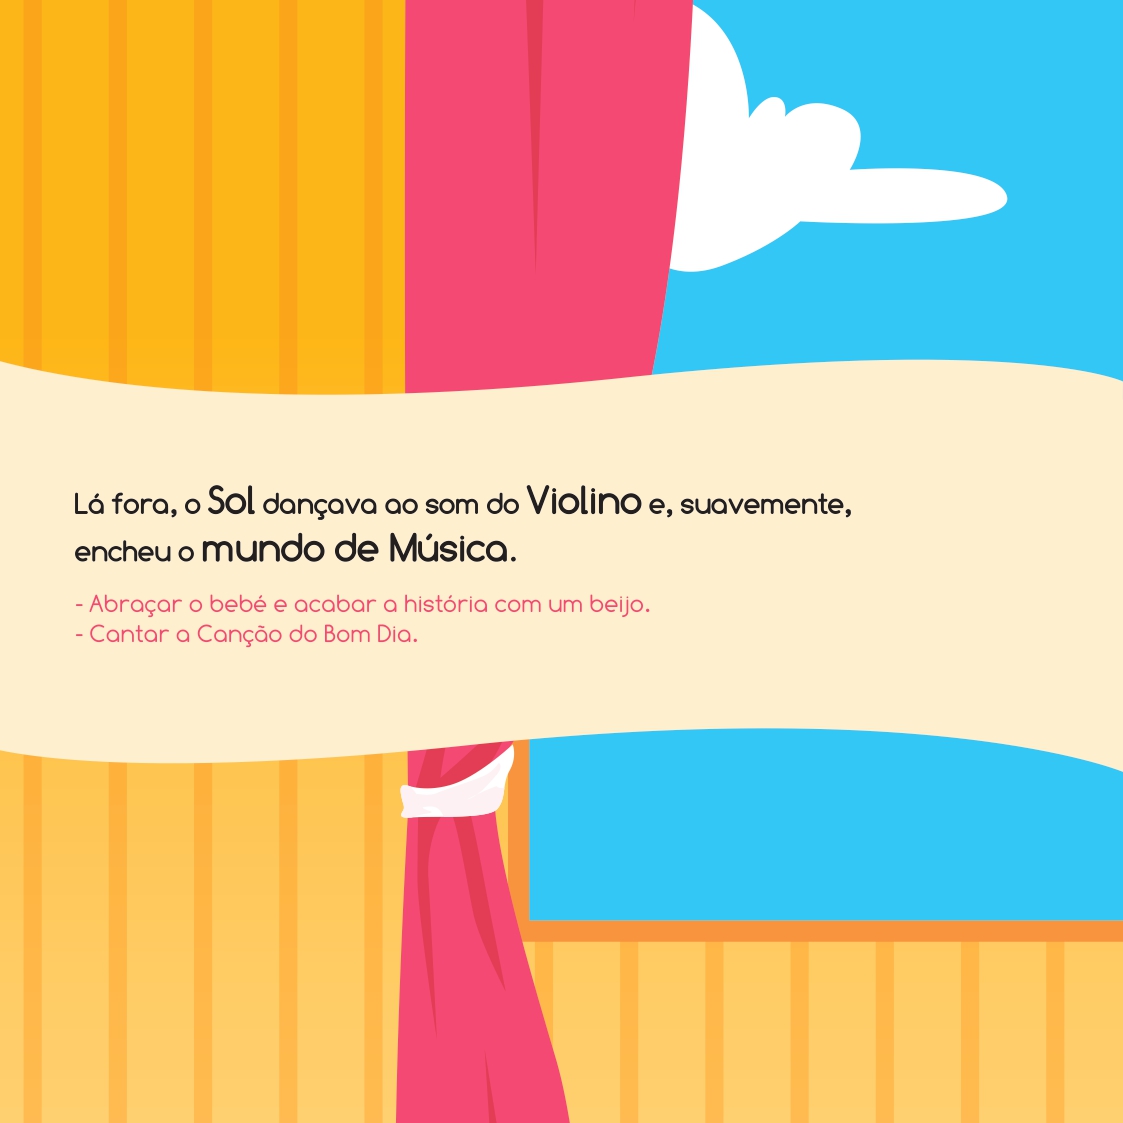 Lá fora, o Sol dançava ao som do Violino e, suavemente,
encheu o mundo de Música.
- Abraçar o bebé e acabar a história com um beijo.
- Cantar a Canção do Bom Dia.